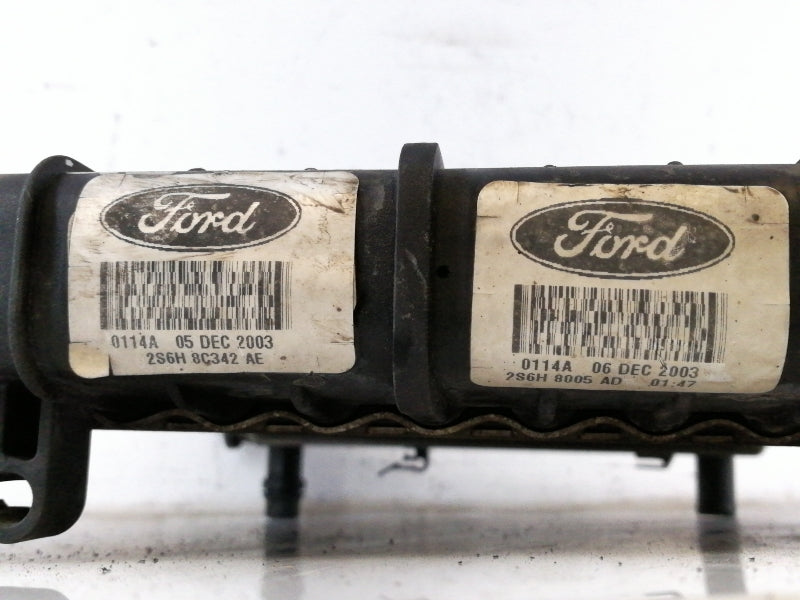 Ford
0114A 05 DEC 2003
2S6H 8C342 AE
Ford
0114A 06 DEC 2003
2S6H 8005 AD 01:47